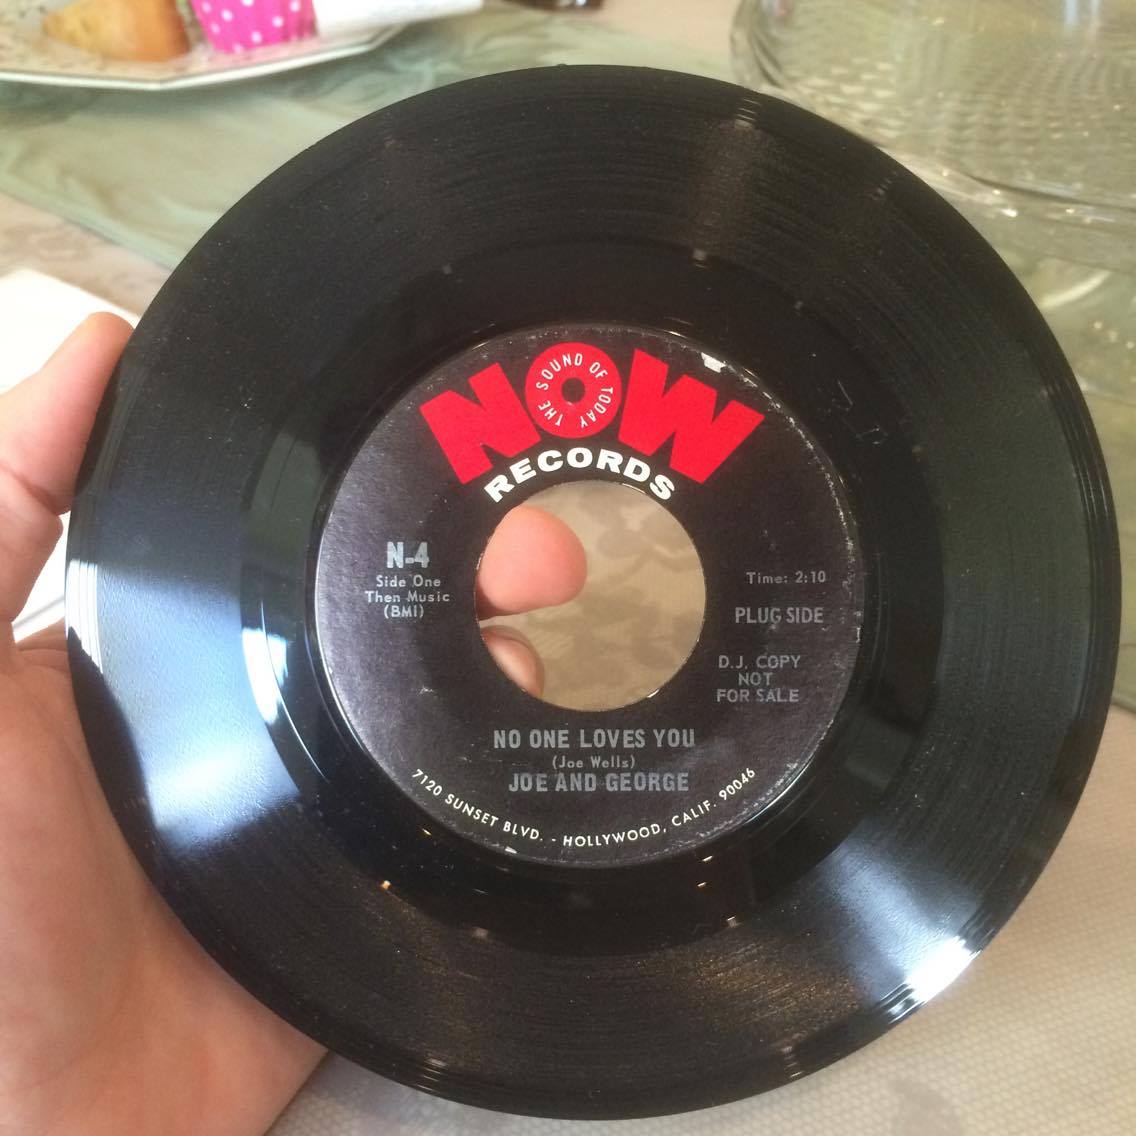 NOW
THE SOUND OF TODAY
RECORDS
N-4
Side One
Then Music
(BMI)
Time: 2:10
PLUG SIDE
D.J. COPY
NOT
FOR SALE
NO ONE LOVES YOU
(Joe Wells)
JOE AND GEORGE
7120 SUNSET BLVD. - HOLLYWOOD, CALIF. 90046